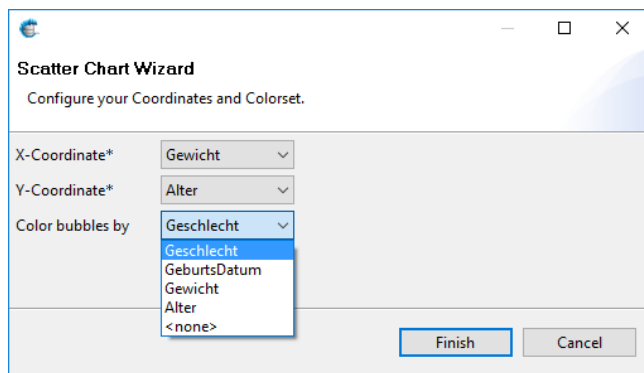 Scatter Chart Wizard
Configure your Coordinates and Colorset.
X-Coordinate* Gewicht
Y-Coordinate* Alter
Color bubbles by Geschlecht
Geschlecht
GeburtsDatum
Gewicht
Alter
<none>
Finish Cancel